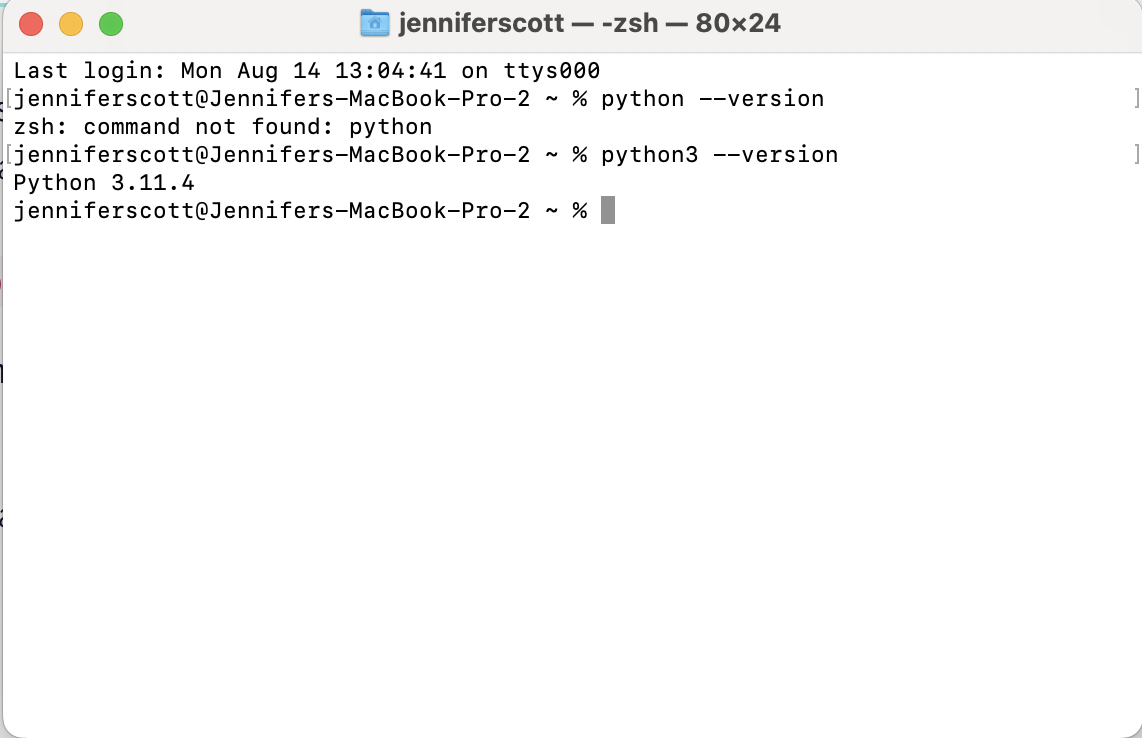 jenniferscott — -zsh — 80×24
Last login: Mon Aug 14 13:04:41 on ttys000
[jenniferscott@Jennifers-MacBook-Pro-2 ~ % python --version ]
zsh: command not found: python
[jenniferscott@Jennifers-MacBook-Pro-2 ~ % python3 --version ]
Python 3.11.4
jenniferscott@Jennifers-MacBook-Pro-2 ~ %